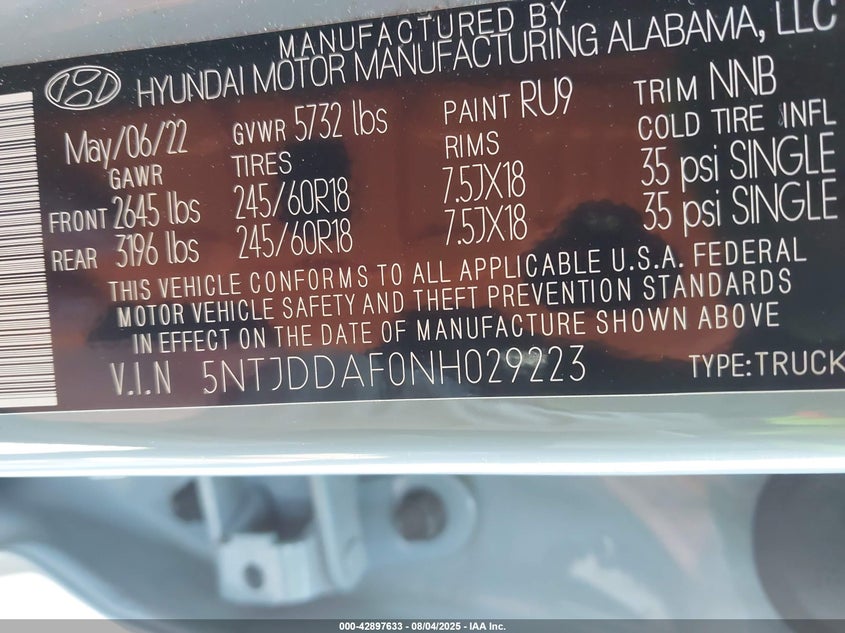 MANUFACTURED BY
HYUNDAI MOTOR MANUFACTURING ALABAMA, LLC
May/06/22 GVWR 5732 lbs PAINT RU9 TRIM NNB
GAWR TIRES RIMS COLD TIRE INFL
FRONT 2645 lbs 245/60R18 7.5JX18 35 psi SINGLE
REAR 3196 lbs 245/60R18 7.5JX18 35 psi SINGLE
THIS VEHICLE CONFORMS TO ALL APPLICABLE U.S.A. FEDERAL
MOTOR VEHICLE SAFETY AND THEFT PREVENTION STANDARDS
IN EFFECT ON THE DATE OF MANUFACTURE SHOWN ABOVE
V.I.N 5NTJDDAF0NH029223 TYPE:TRUCK
000-42897633 - 08/04/2025 - IAA Inc.